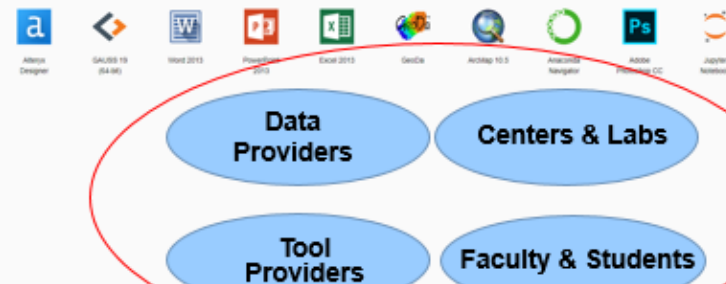 a
W
P
X
Ps
Alteryx Designer
GAUSS 19 (64-bit)
Word 2013
PowerPoint 2013
Excel 2013
GeoDa
ArcMap 10.5
Anaconda Navigator
Adobe Photoshop CC
Data
Providers
Centers & Labs
Tool
Providers
Faculty & Students